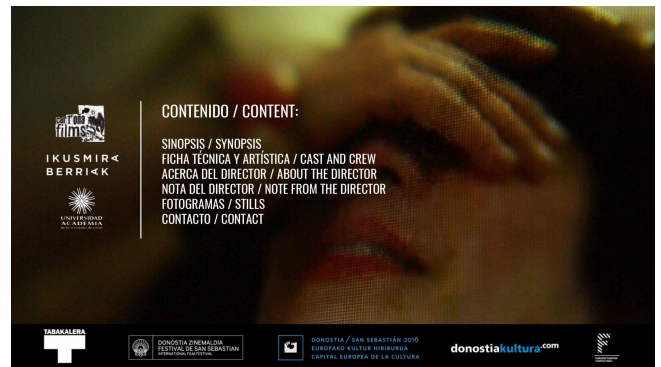 CONTENIDO / CONTENT:
SINOPSIS / SYNOPSIS
FICHA TÉCNICA Y ARTÍSTICA / CAST AND CREW
ACERCA DEL DIRECTOR / ABOUT THE DIRECTOR
NOTA DEL DIRECTOR / NOTE FROM THE DIRECTOR
FOTOGRAMAS / STILLS
CONTACTO / CONTACT
films
IKUSMIRA
BERRIAK
UNIVERSIDAD
ACADEMIA
TABAKALERA
DONOSTIA ZINEMALDIA
FESTIVAL DE SAN SEBASTIAN
INTERNATIONAL FILM FESTIVAL
DONOSTIA / SAN SEBASTIÁN 2016
EUROPAKO KULTUR HIRIBURUA
CAPITAL EUROPEA DE LA CULTURA
donostiakultura.com